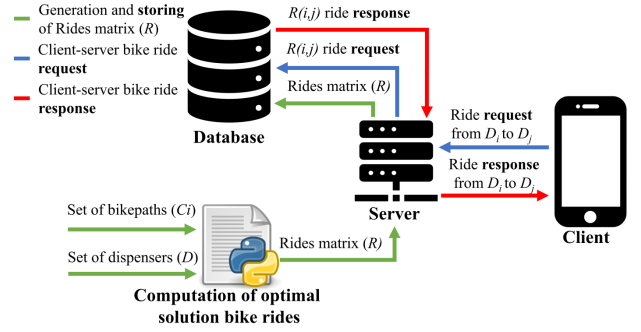 Generation and storing
of Rides matrix (R)
Client-server bike ride
request
Client-server bike ride
response
R(i,j) ride response
R(i,j) ride request
Rides matrix (R)
Database
Ride request
from Di to Dj
Ride response
from Di to Dj
Server
Client
Set of bikepaths (Ci)
Set of dispensers (D)
Rides matrix (R)
Computation of optimal
solution bike rides